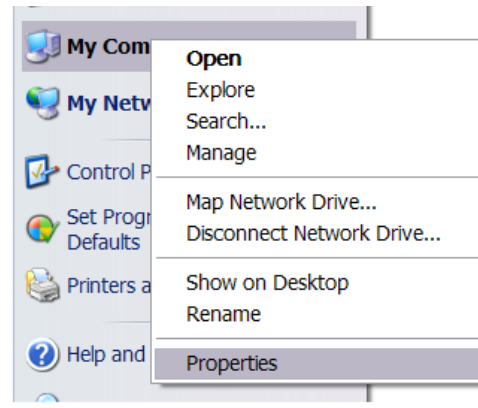 My Com
Open
Explore
My Netw
Search...
Manage
Control P
Map Network Drive...
Set Progr
Disconnect Network Drive...
Defaults
Printers a
Show on Desktop
Rename
Help and
Properties